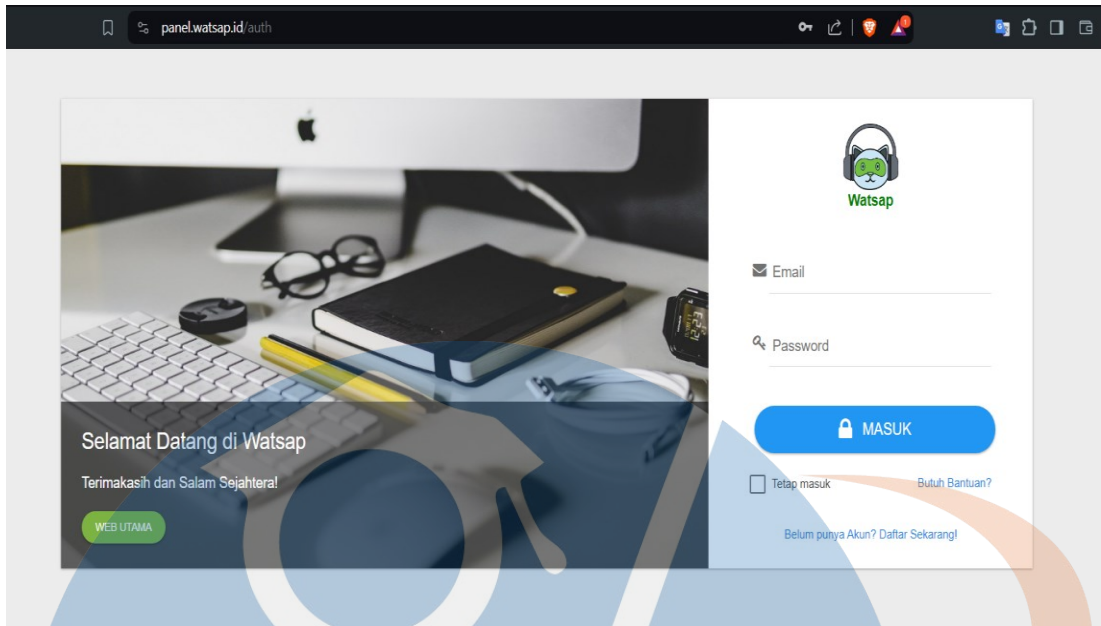 panel.watsap.id/auth
Watsap
Email
Password
MASUK
Tetap masuk
Butuh Bantuan?
Belum punya Akun? Daftar Sekarang!
Selamat Datang di Watsap
Terimakasih dan Salam Sejahtera!
WEB UTAMA